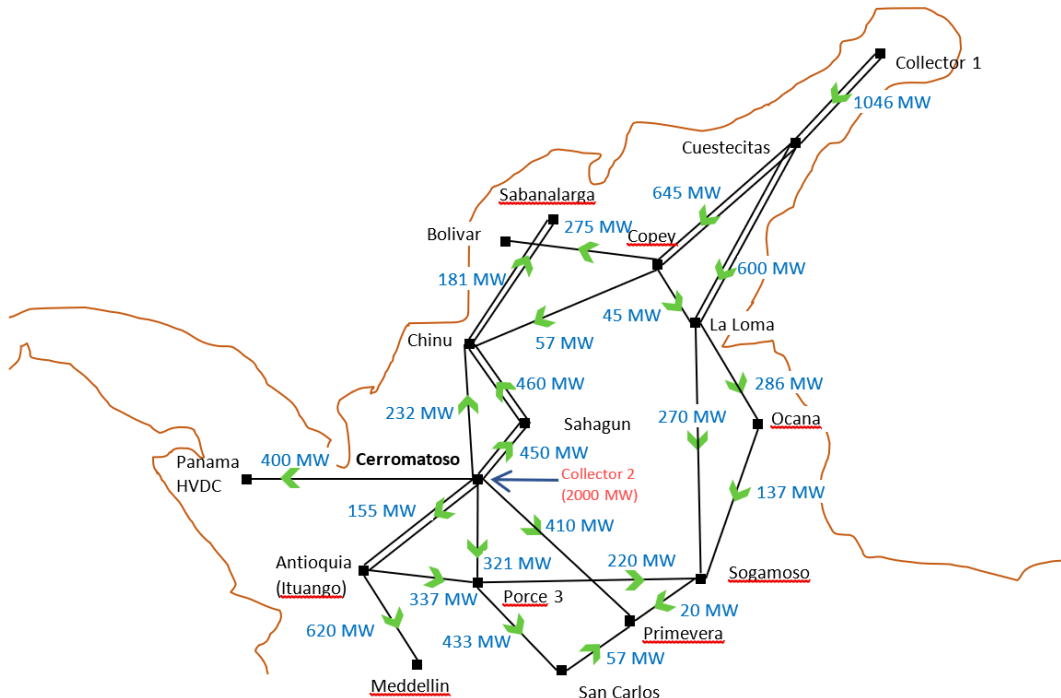 Collector 1
1046 MW
Cuestecitas
645 MW
Sabanalarga
275 MW
Bolivar
Copey
600 MW
181 MW
45 MW
La Loma
Chinu
57 MW
460 MW
286 MW
232 MW
270 MW
Sahagun
Ocana
Cerromatoso
450 MW
Panama
HVDC
400 MW
Collector 2
(2000 MW)
137 MW
155 MW
410 MW
321 MW
220 MW
Antioquia
(Ituango)
Sogamoso
337 MW
Porce 3
20 MW
620 MW
433 MW
57 MW
Primevera
Meddellin
San Carlos